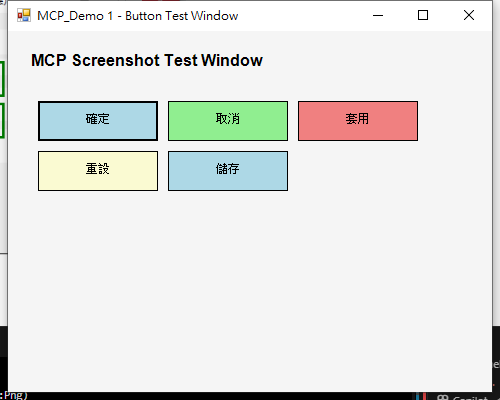 MCP_Demo 1 - Button Test Window
MCP Screenshot Test Window
確定 取消 套用
重設 儲存
:Png)
Copilot